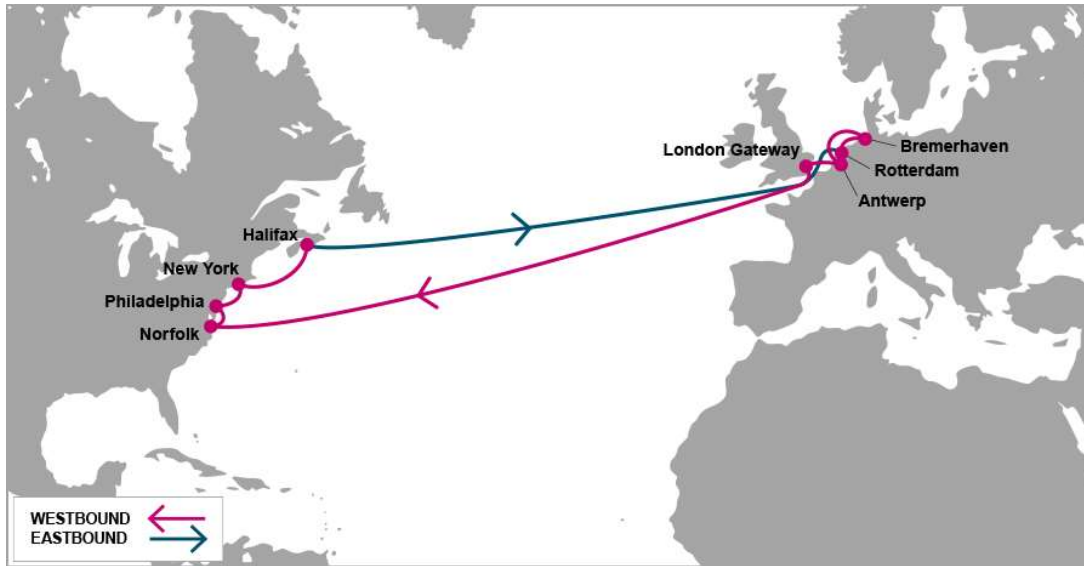 London Gateway
Bremerhaven
Rotterdam
Antwerp
Halifax
New York
Philadelphia
Norfolk
WESTBOUND
EASTBOUND